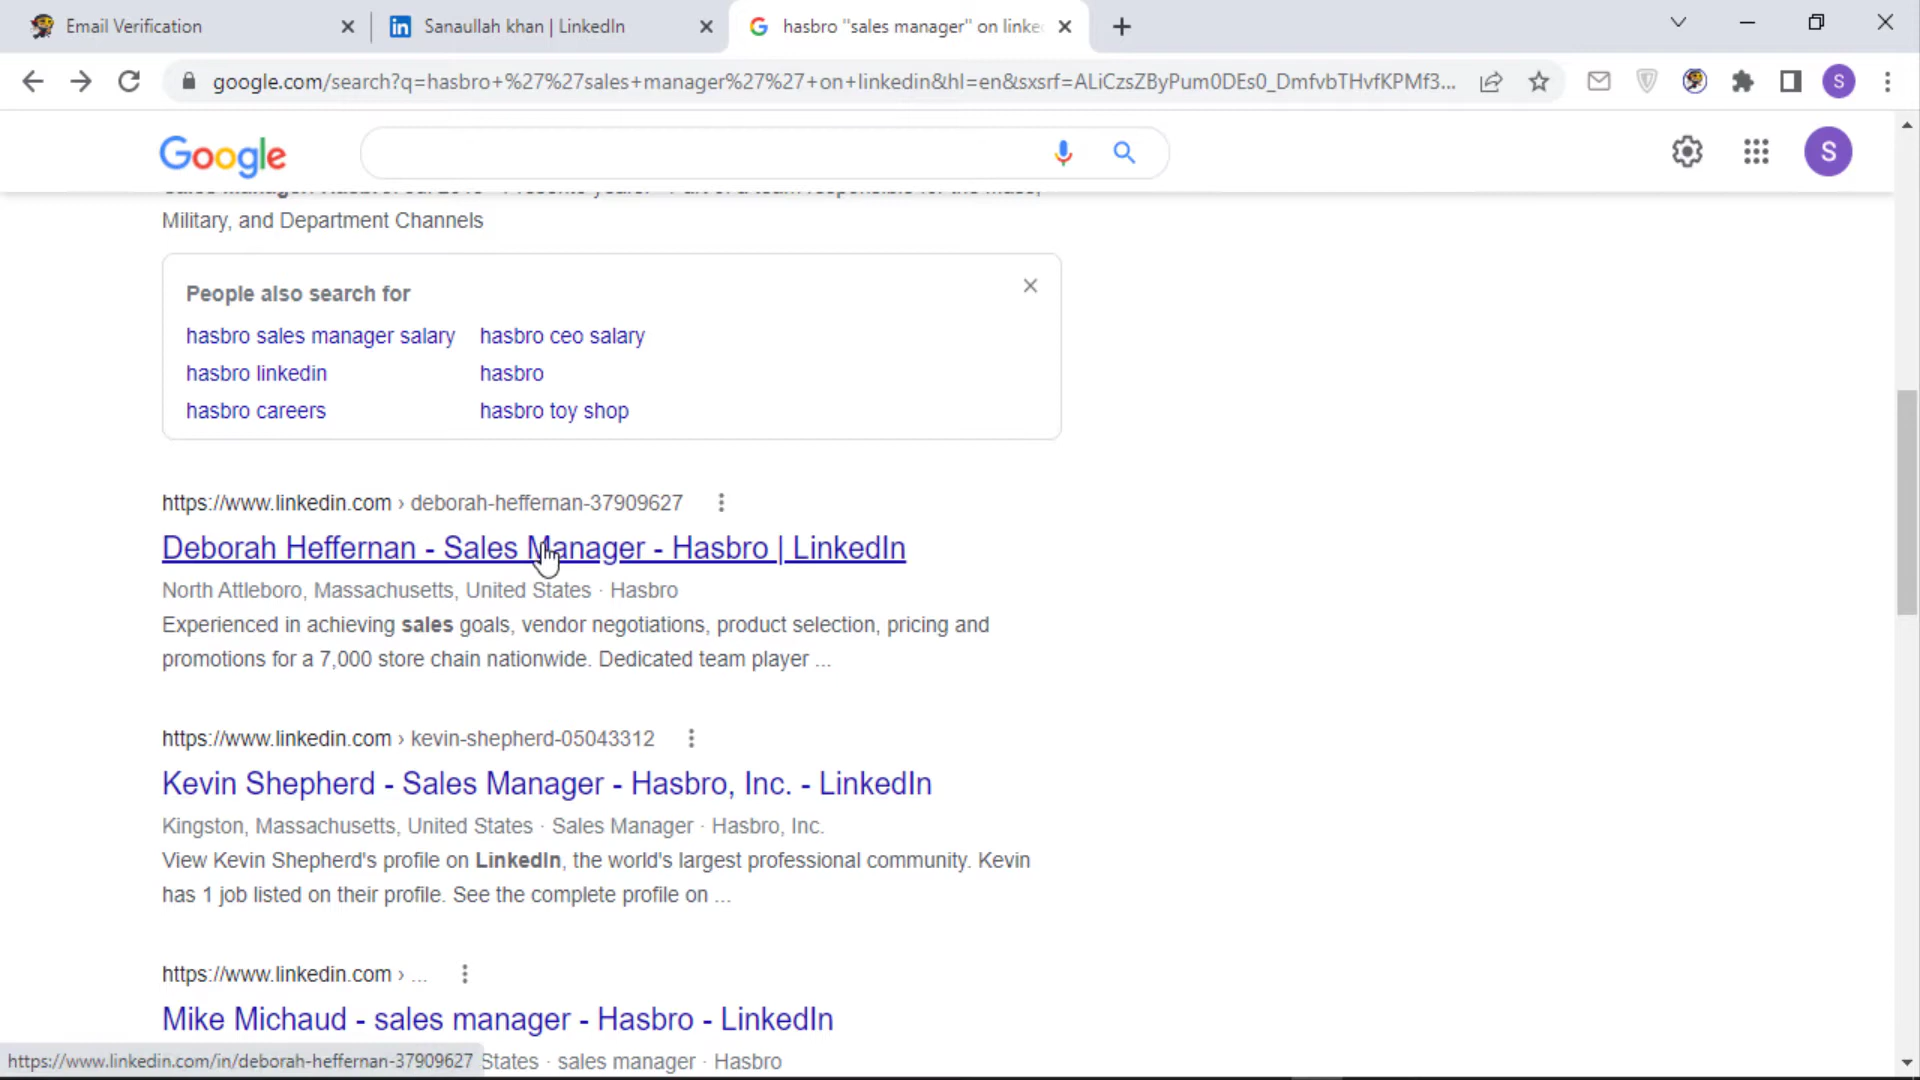 Email Verification
Sanaullah khan | LinkedIn
hasbro "sales manager" on linke
google.com/search?q=hasbro+%27%27sales+manager%27%27+on+linkedin&hl=en&sxsrf=ALiCzsZByPum0DEs0_DmfvbTHvfKPMf3...
S
Google
S
Military, and Department Channels
People also search for
hasbro sales manager salary
hasbro ceo salary
hasbro linkedin
hasbro
hasbro careers
hasbro toy shop
https://www.linkedin.com › deborah-heffernan-37909627
Deborah Heffernan - Sales Manager - Hasbro | LinkedIn
North Attleboro, Massachusetts, United States · Hasbro
Experienced in achieving sales goals, vendor negotiations, product selection, pricing and
promotions for a 7,000 store chain nationwide. Dedicated team player ...
https://www.linkedin.com › kevin-shepherd-05043312
Kevin Shepherd - Sales Manager - Hasbro, Inc. - LinkedIn
Kingston, Massachusetts, United States · Sales Manager · Hasbro, Inc.
View Kevin Shepherd's profile on LinkedIn, the world's largest professional community. Kevin
has 1 job listed on their profile. See the complete profile on ...
https://www.linkedin.com › ...
Mike Michaud - sales manager - Hasbro - LinkedIn
https://www.linkedin.com/in/deborah-heffernan-37909627
States · sales manager · Hasbro